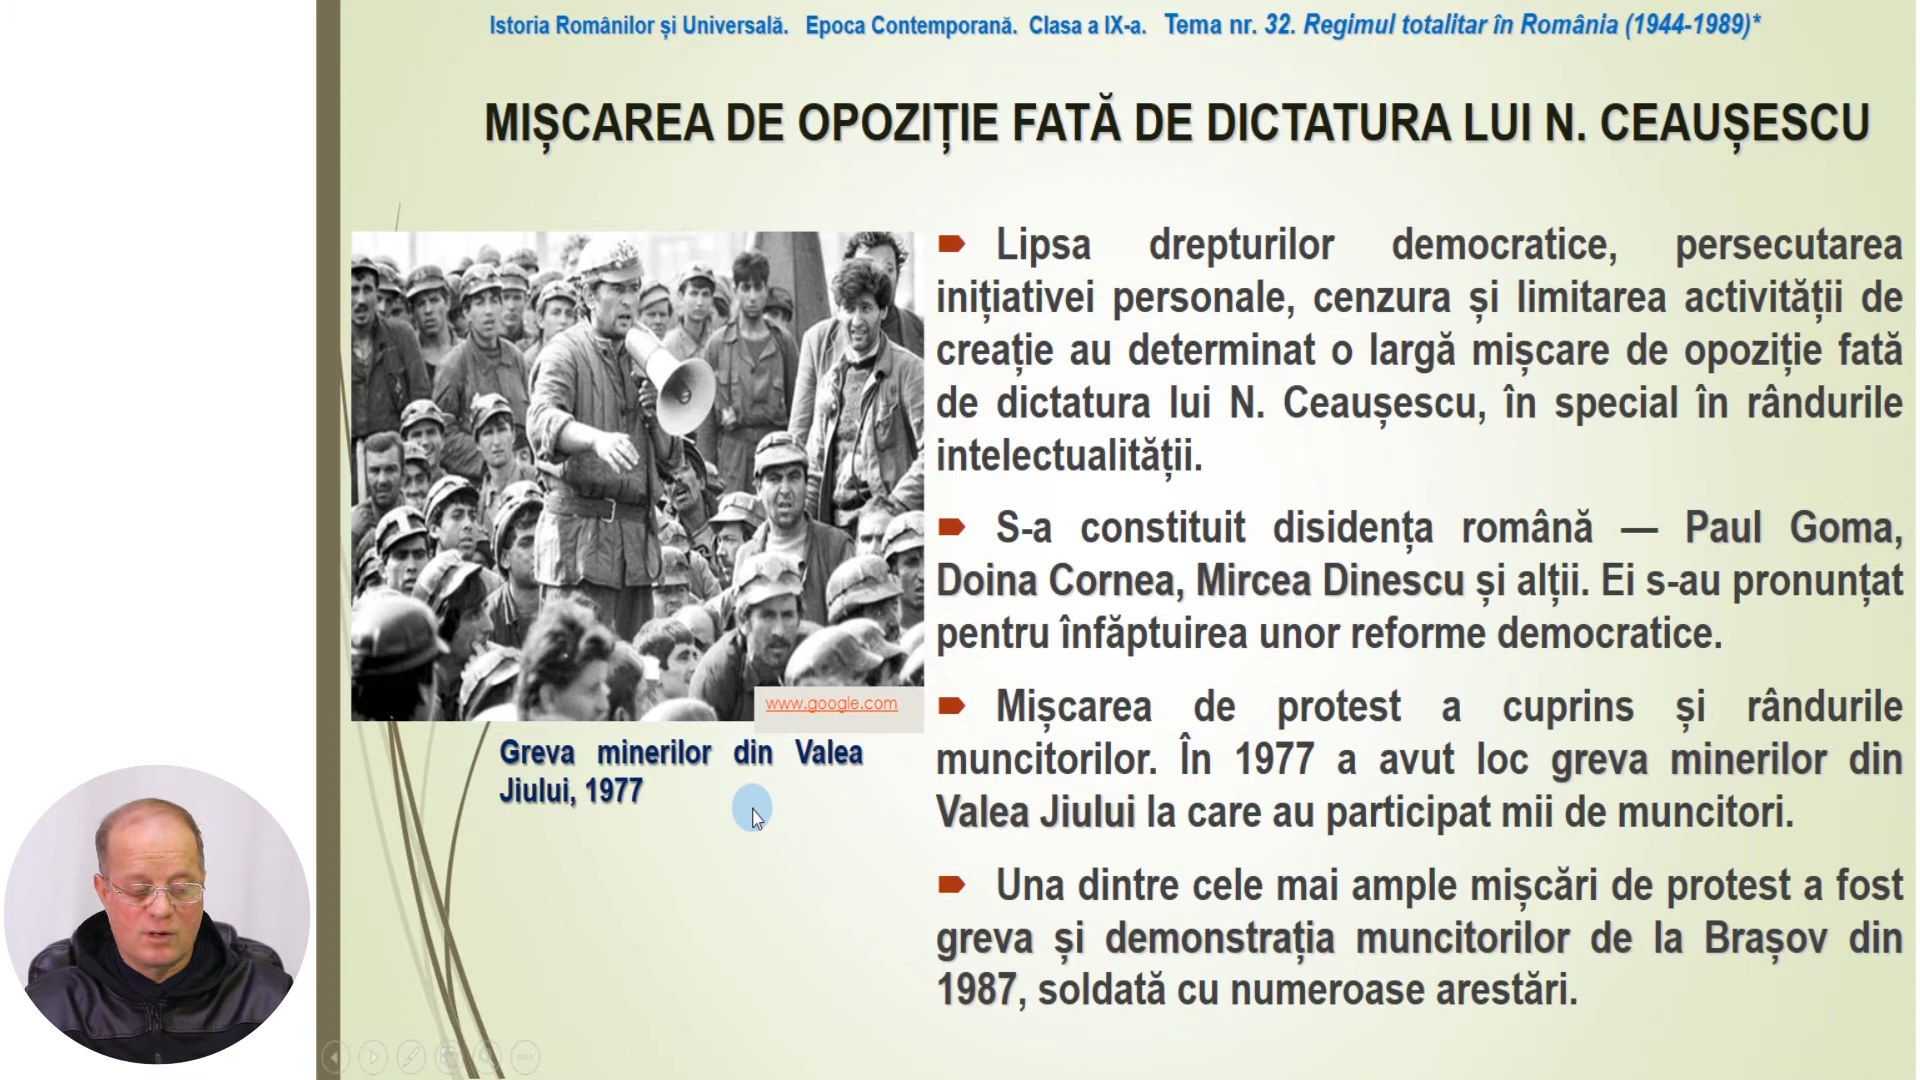 Istoria Românilor și Universală. Epoca Contemporană. Clasa a IX-a. Tema nr. 32. Regimul totalitar în România (1944-1989)*
MIȘCAREA DE OPOZIȚIE FATĂ DE DICTATURA LUI N. CEAUȘESCU
Lipsa drepturilor democratice, persecutarea
inițiativei personale, cenzura și limitarea activității de
creație au determinat o largă mișcare de opoziție fată
de dictatura lui N. Ceaușescu, în special în rândurile
intelectualității.
S-a constituit disidența română — Paul Goma,
Doina Cornea, Mircea Dinescu și alții. Ei s-au pronunțat
pentru înfăptuirea unor reforme democratice.
Mișcarea de protest a cuprins și rândurile
muncitorilor. În 1977 a avut loc greva minerilor din
Valea Jiului la care au participat mii de muncitori.
Una dintre cele mai ample mișcări de protest a fost
greva și demonstrația muncitorilor de la Brașov din
1987, soldată cu numeroase arestări.
www.google.com
Greva minerilor din Valea
Jiului, 1977